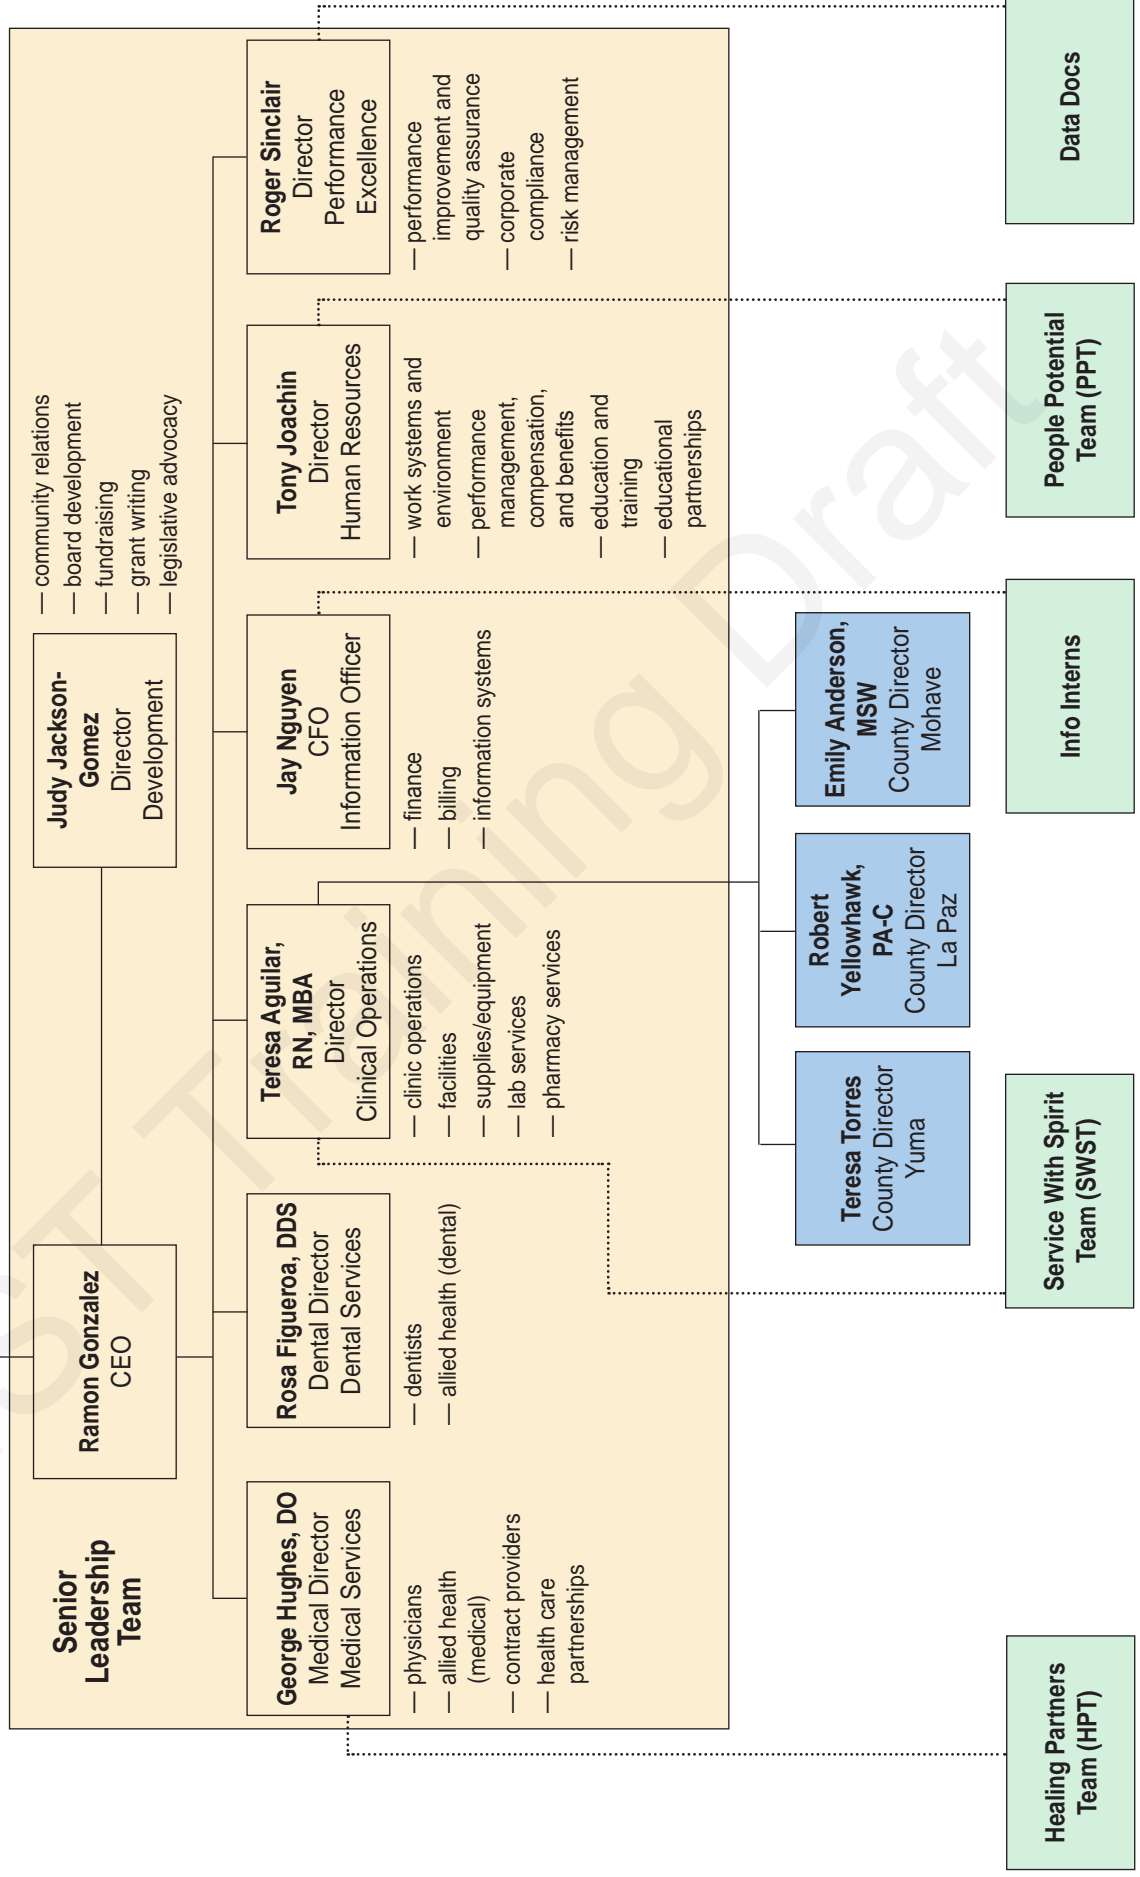 Senior
Leadership
Team
Ramon Gonzalez
CEO
Judy Jackson-
Gomez
Director
Development
— community relations
— board development
— fundraising
— grant writing
— legislative advocacy
George Hughes, DO
Medical Director
Medical Services
— physicians
— allied health
(medical)
— contract providers
— health care
partnerships
Rosa Figueroa, DDS
Dental Director
Dental Services
— dentists
— allied health (dental)
Teresa Aguilar,
RN, MBA
Director
Clinical Operations
— clinic operations
— facilities
— supplies/equipment
— lab services
— pharmacy services
Jay Nguyen
CFO
Information Officer
— finance
— billing
— information systems
Tony Joachin
Director
Human Resources
— work systems and
environment
— performance
management,
compensation,
and benefits
— education and
training
— educational
partnerships
Roger Sinclair
Director
Performance
Excellence
— performance
improvement and
quality assurance
— corporate
compliance
— risk management
Teresa Torres
County Director
Yuma
Robert
Yellowhawk,
PA-C
County Director
La Paz
Emily Anderson,
MSW
County Director
Mohave
Healing Partners
Team (HPT)
Service With Spirit
Team (SWST)
Info Interns
People Potential
Team (PPT)
Data Docs
ST Training Draft